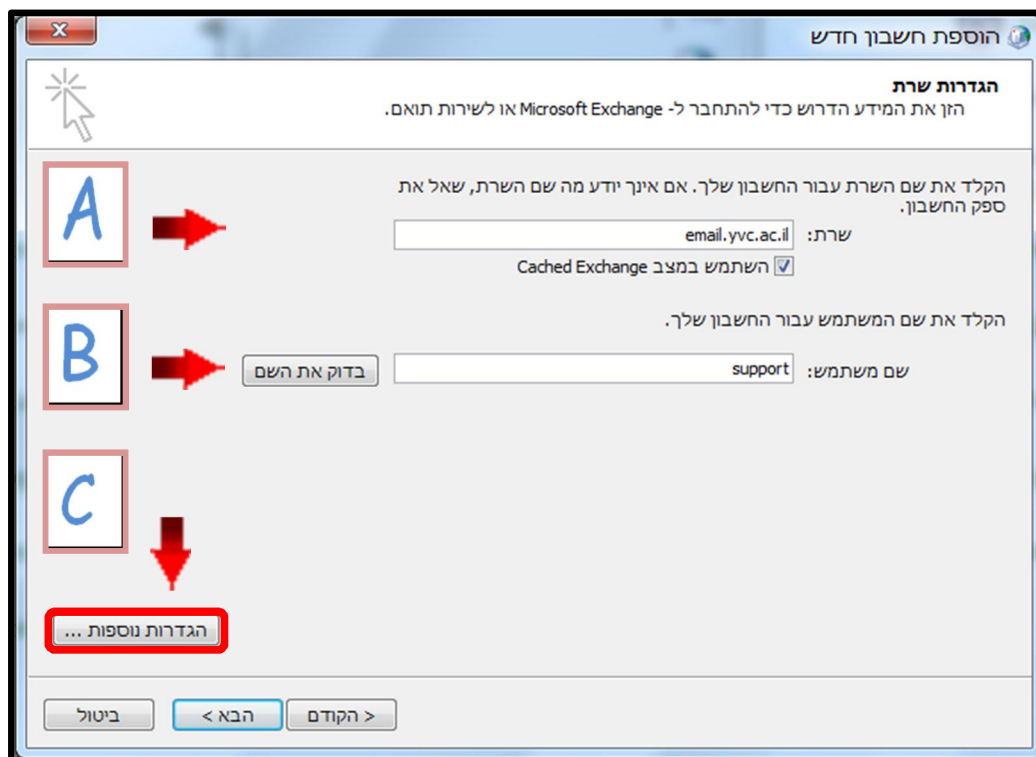 הוספת חשבון חדש
הגדרות שרת
הזן את המידע הדרוש כדי להתחבר ל- Microsoft Exchange או לשירות תואם.
A
הקלד את שם השרת עבור החשבון שלך. אם אינך יודע מה שם השרת, שאל את
ספק החשבון.
שרת: email.yvc.ac.il
השתמש במצב Cached Exchange
B
הקלד את שם המשתמש עבור החשבון שלך.
שם משתמש: support בדוק את השם
C
הגדרות נוספות ...
< הקודם הבא > ביטול